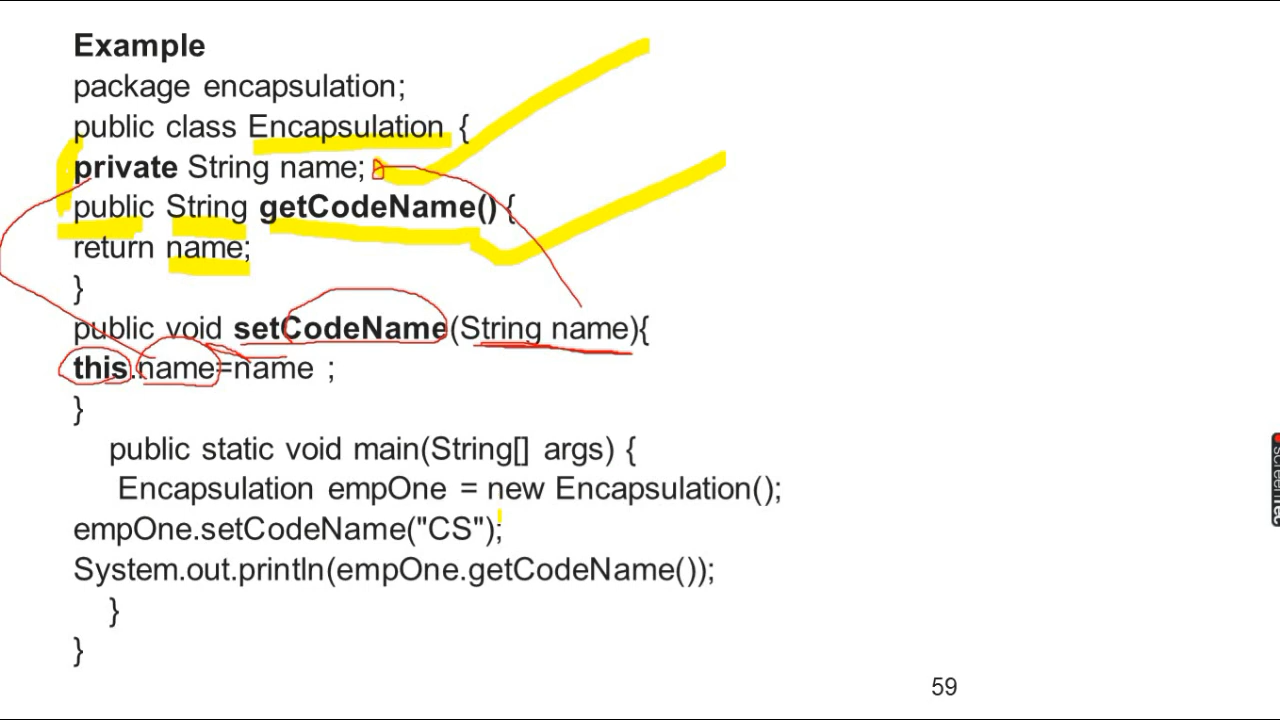 Example
package encapsulation;
public class Encapsulation {
private String name;
public String getCodeName() {
return name;
}
public void setCodeName(String name){
this.name=name ;
}
public static void main(String[] args) {
Encapsulation empOne = new Encapsulation();
empOne.setCodeName("CS");
System.out.println(empOne.getCodeName());
}
}
59